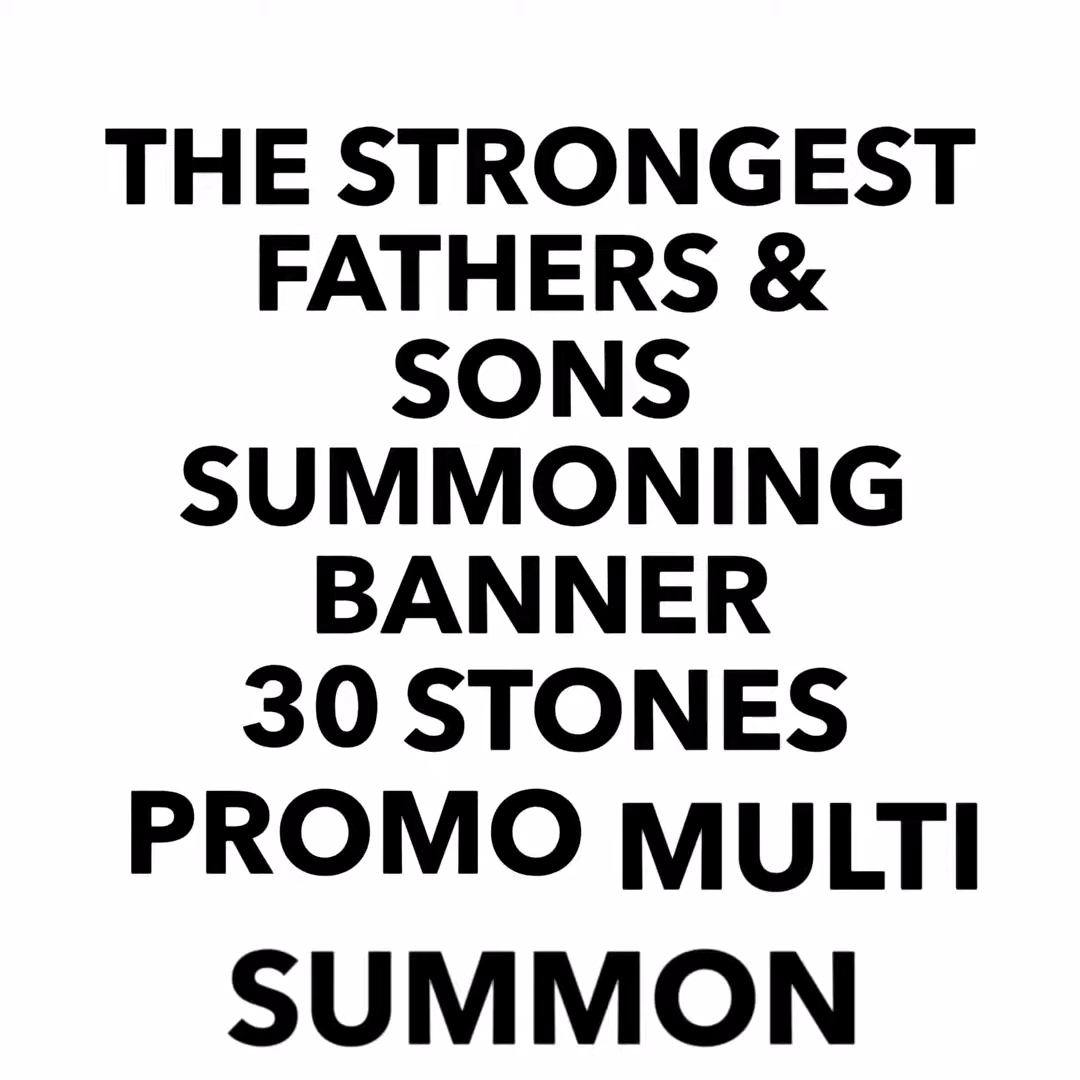 THE STRONGEST
FATHERS &
SONS
SUMMONING
BANNER
30 STONES
PROMO MULTI
SUMMON